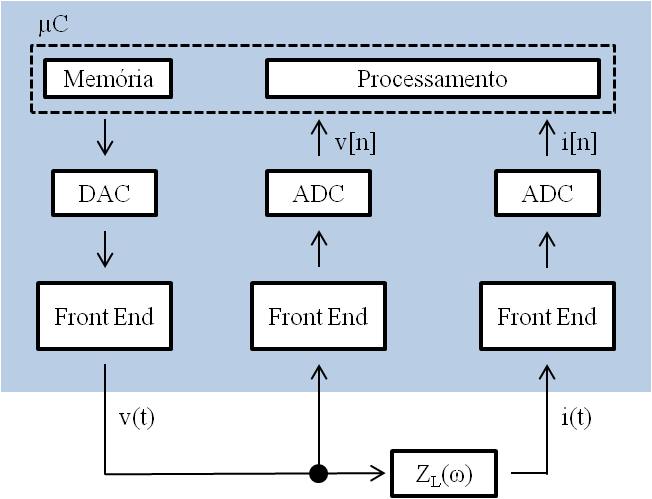 µC
Memória
Processamento
v[n]
i[n]
DAC
ADC
ADC
Front End
Front End
Front End
v(t)
i(t)
Z_L(ω)